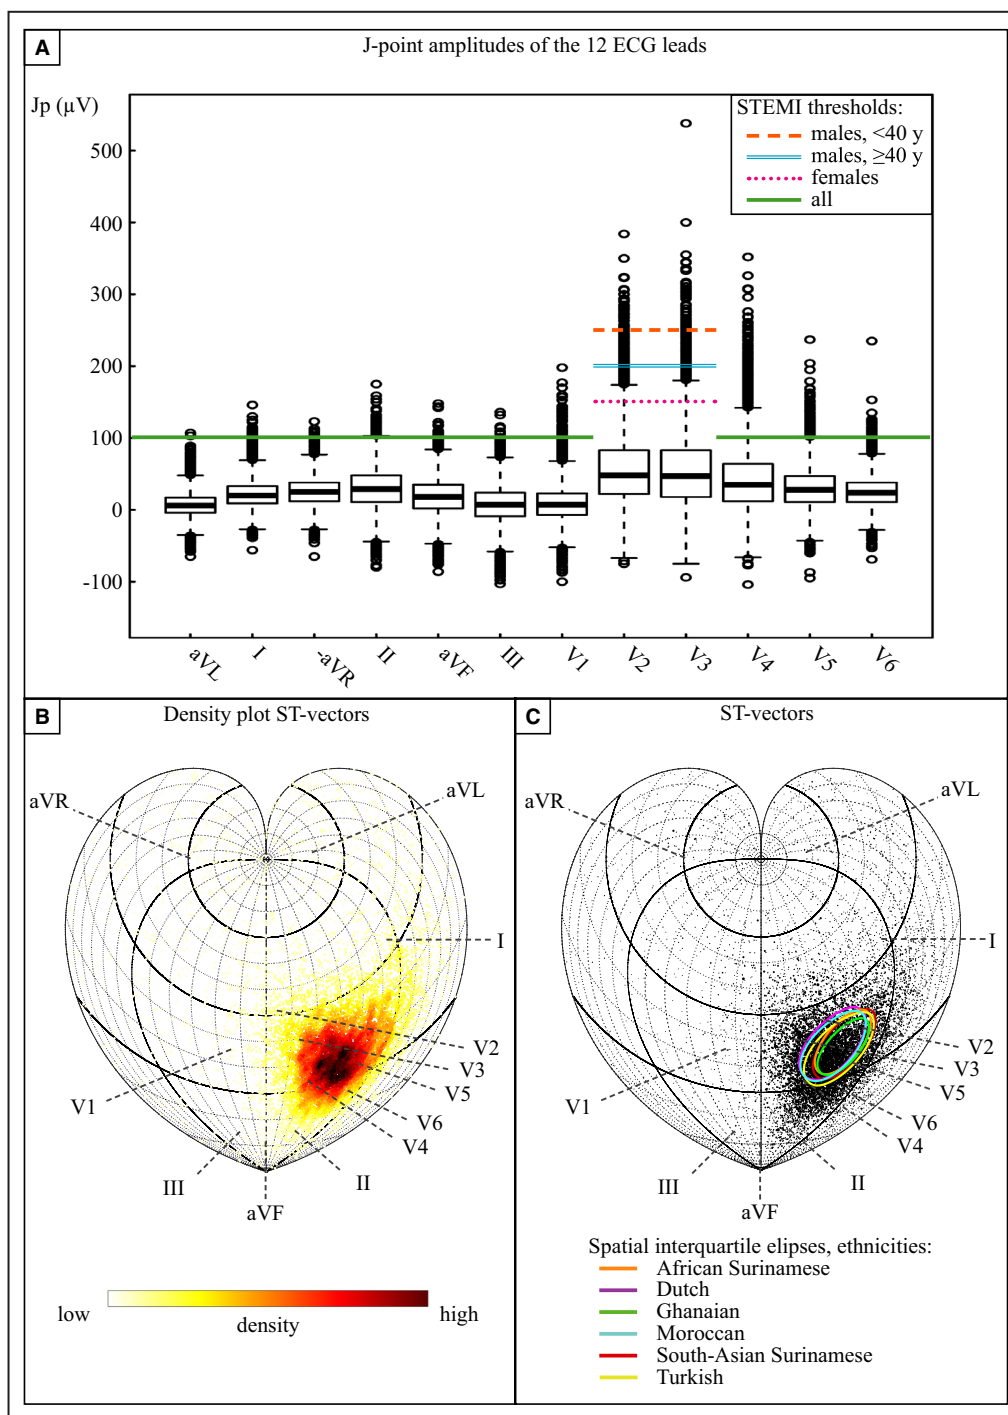 A
J-point amplitudes of the 12 ECG leads
Jp (µV)
STEMI thresholds:
males, <40 y
males, ≥40 y
females
all
500
400
300
200
100
0
-100
aVL
I
-aVR
II
aVF
III
V1
V2
V3
V4
V5
V6
B
Density plot ST-vectors
aVR
aVL
I
V2
V3
V5
V6
V4
V1
III
II
aVF
low
high
density
C
ST-vectors
aVR
aVL
I
V2
V3
V5
V6
V4
V1
III
II
aVF
Spatial interquartile elipses, ethnicities:
African Surinamese
Dutch
Ghanaian
Moroccan
South-Asian Surinamese
Turkish